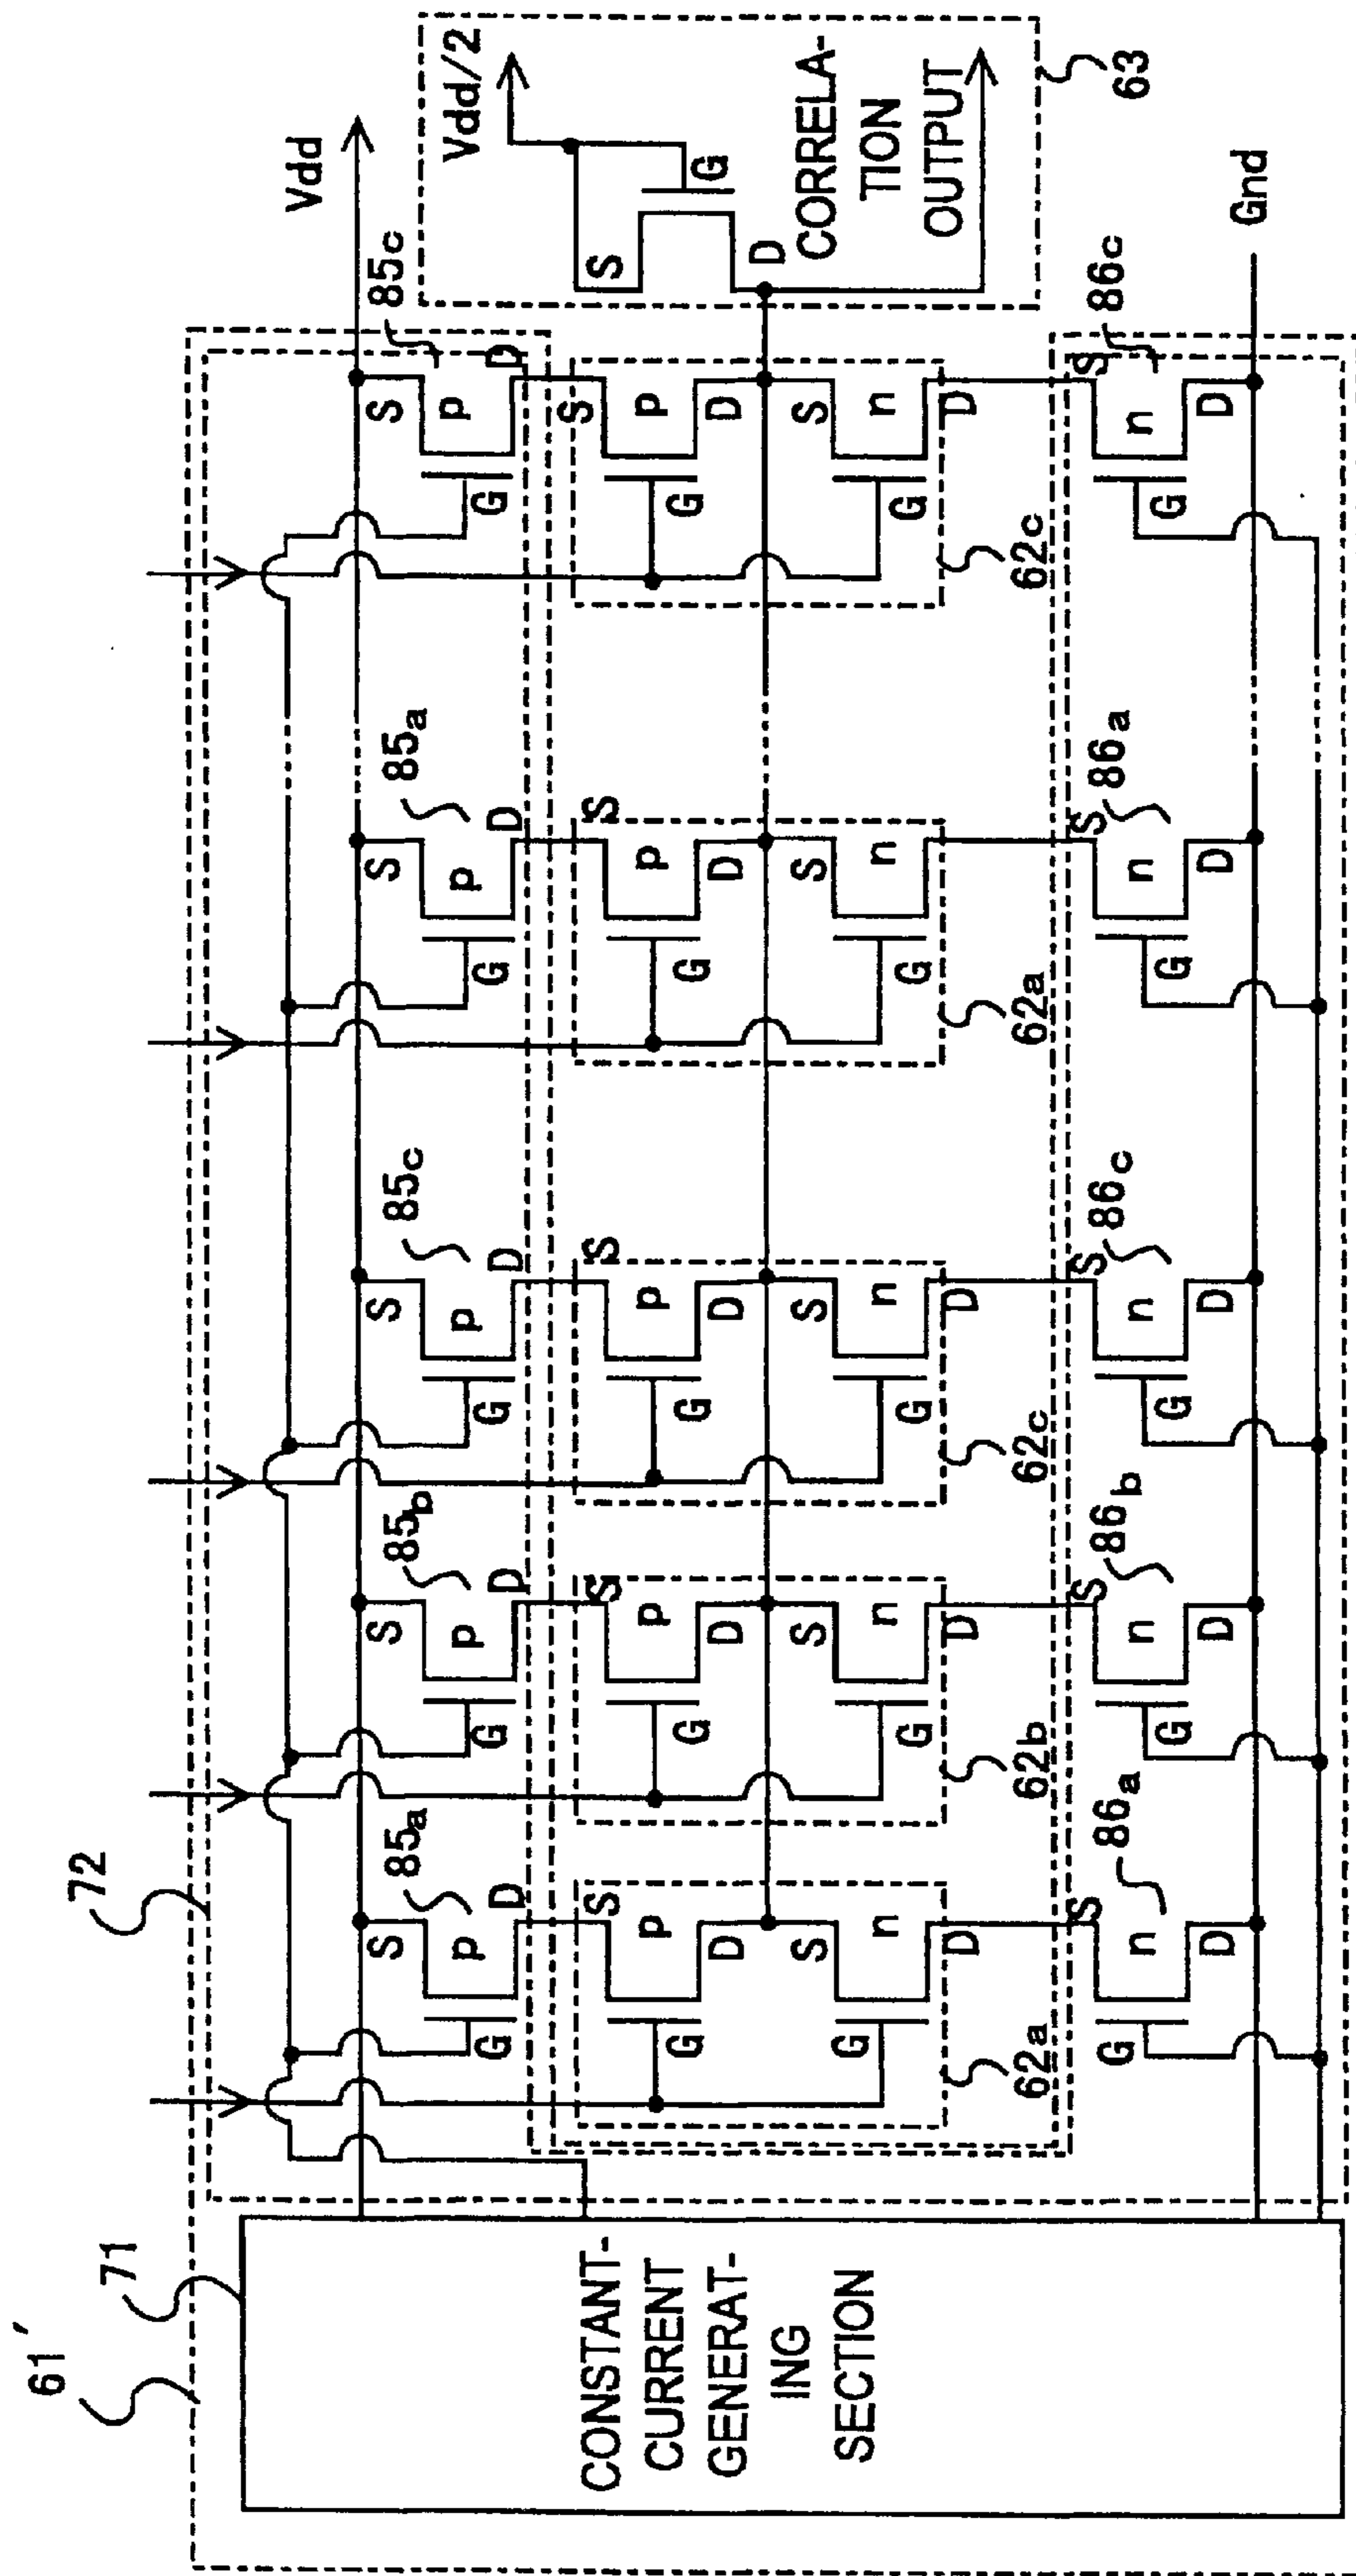 61'
71
72
Vdd
S S S S S
85a 85b 85c 85a 85c
p p p p p
G G G G G
D D D D D
Vdd/2
S
G
D
CORRELA-
TION
OUTPUT
63
CONSTANT-
CURRENT
GENERAT-
ING
SECTION
S S S S S
p p p p p
G G G G G
D D D D D
S S S S S
n n n n n
G G G G G
D D D D
62a 62b 62c 62a 62c
S S S S S
86a 86b 86c 86a 86c
n n n n n
G G G G G
D D D D D
Gnd